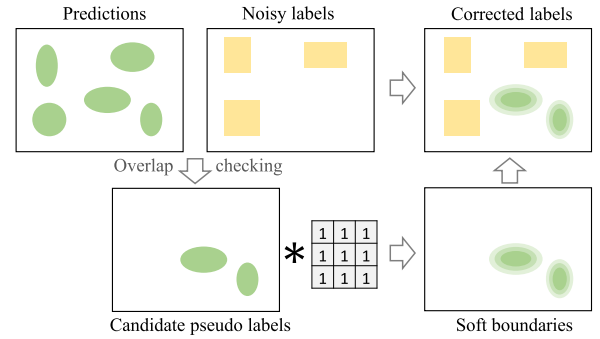 Predictions
Noisy labels
Corrected labels
Overlap checking
1 1 1
1 1 1
1 1 1
*
Candidate pseudo labels
Soft boundaries